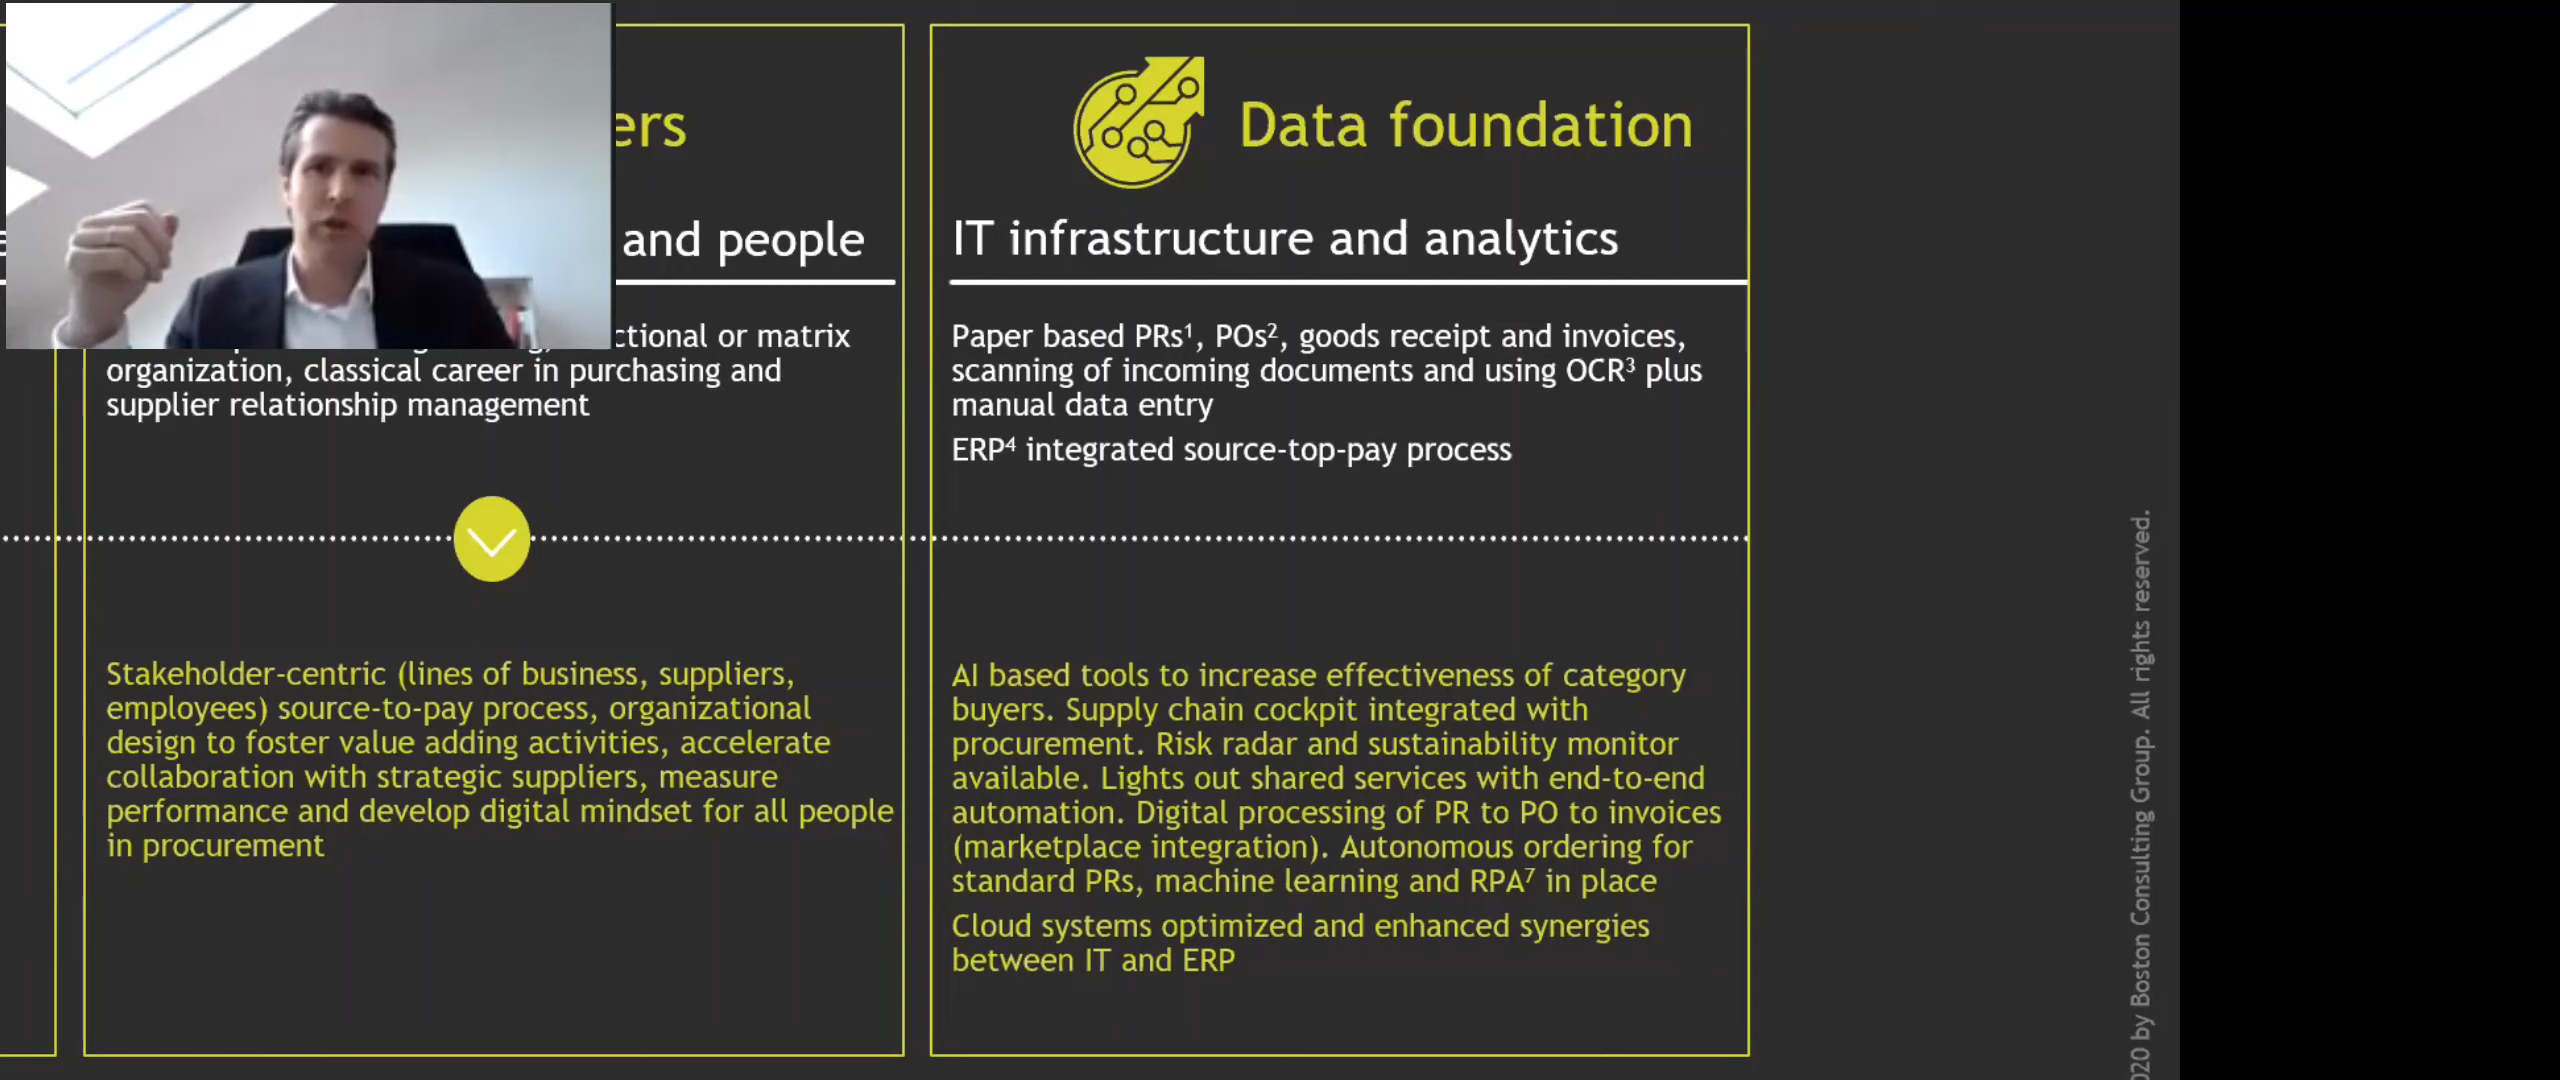 ers
and people
ctional or matrix
organization, classical career in purchasing and
supplier relationship management
Stakeholder-centric (lines of business, suppliers,
employees) source-to-pay process, organizational
design to foster value adding activities, accelerate
collaboration with strategic suppliers, measure
performance and develop digital mindset for all people
in procurement
Data foundation
IT infrastructure and analytics
Paper based PRs¹, POs², goods receipt and invoices,
scanning of incoming documents and using OCR³ plus
manual data entry
ERP⁴ integrated source-top-pay process
AI based tools to increase effectiveness of category
buyers. Supply chain cockpit integrated with
procurement. Risk radar and sustainability monitor
available. Lights out shared services with end-to-end
automation. Digital processing of PR to PO to invoices
(marketplace integration). Autonomous ordering for
standard PRs, machine learning and RPA⁷ in place
Cloud systems optimized and enhanced synergies
between IT and ERP
20 by Boston Consulting Group. All rights reserved.